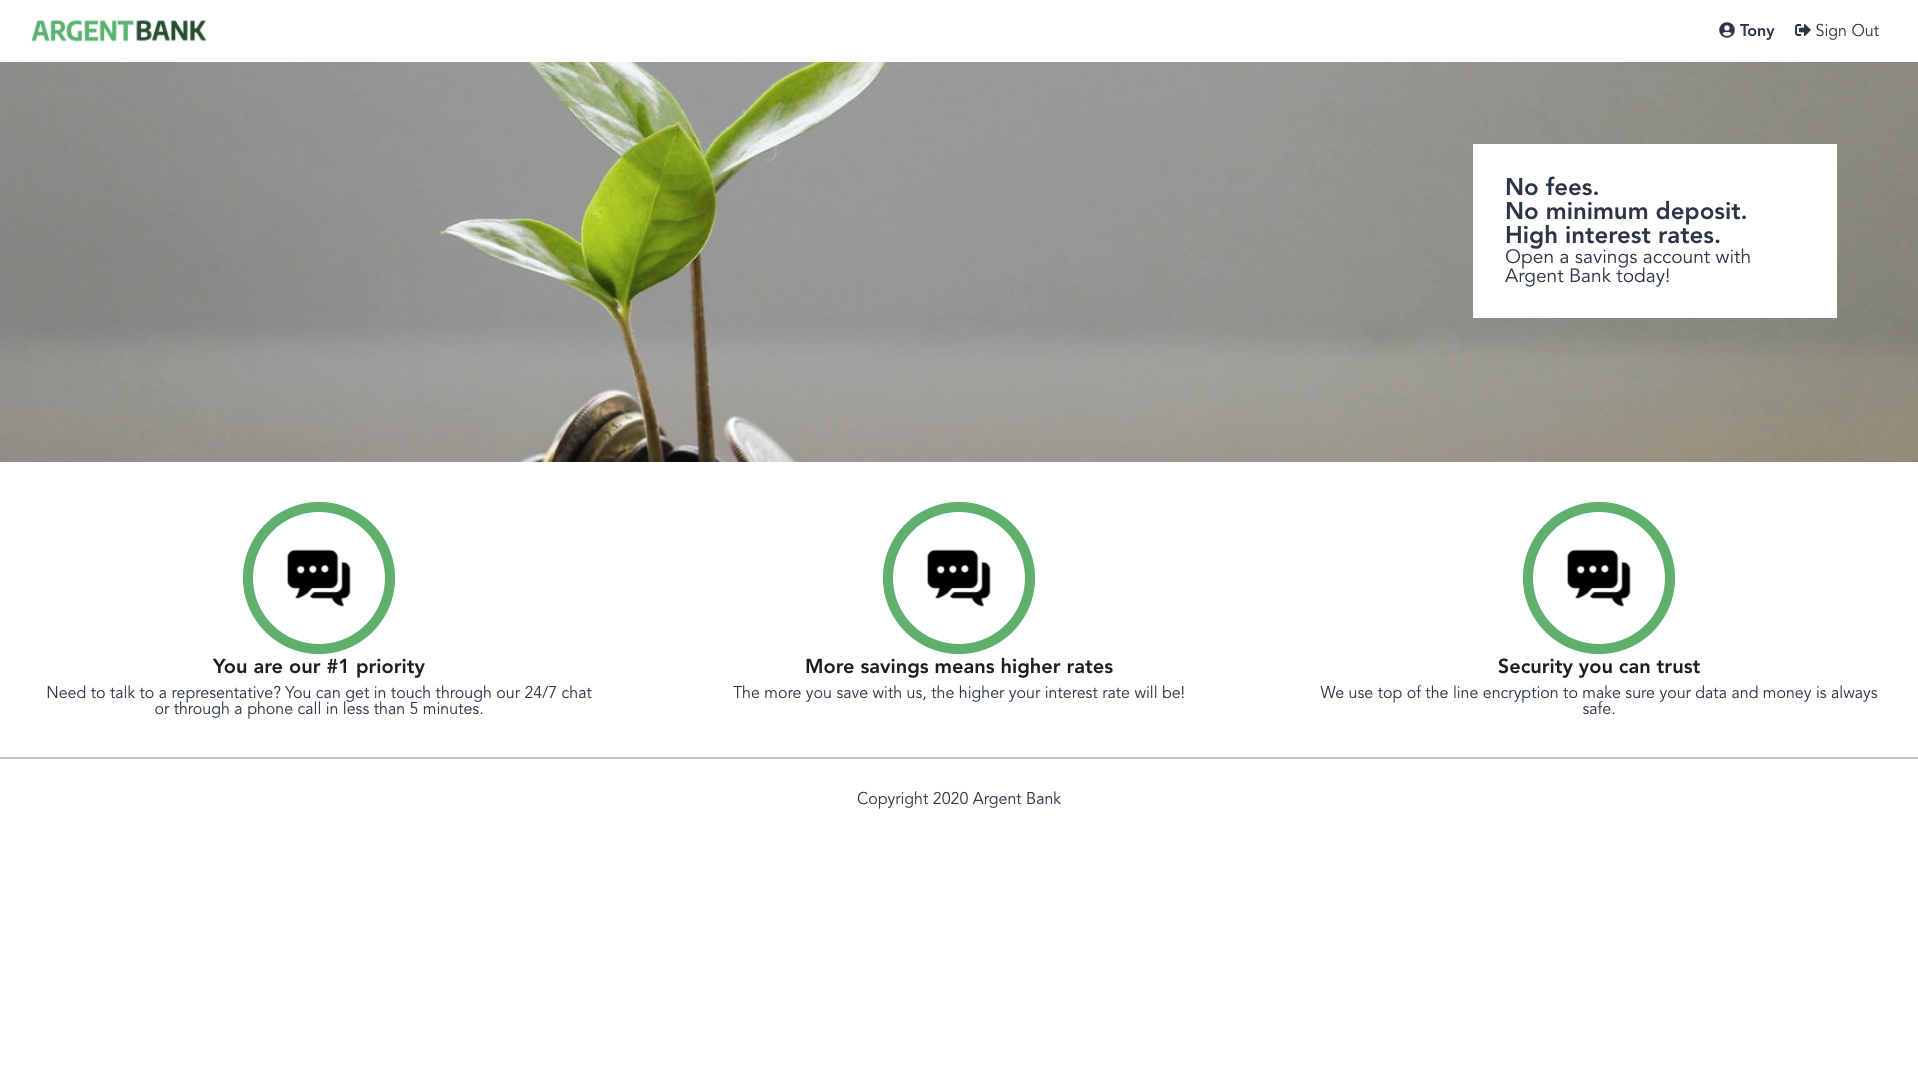 ARGENTBANK
Tony
Sign Out
No fees.
No minimum deposit.
High interest rates.
Open a savings account with
Argent Bank today!
You are our #1 priority
Need to talk to a representative? You can get in touch through our 24/7 chat
or through a phone call in less than 5 minutes.
More savings means higher rates
The more you save with us, the higher your interest rate will be!
Security you can trust
We use top of the line encryption to make sure your data and money is always
safe.
Copyright 2020 Argent Bank